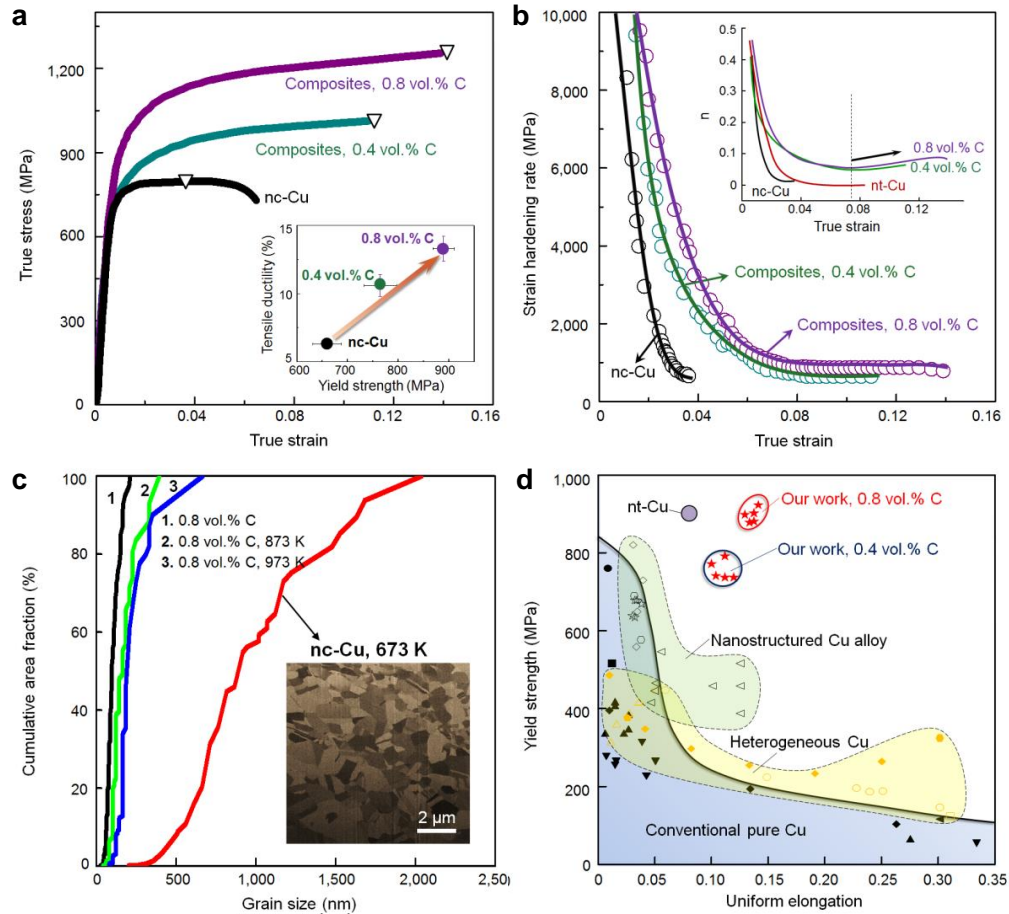 a
True stress (MPa)
1,200
900
600
300
0
0
0.04
0.08
0.12
0.16
True strain
Composites, 0.8 vol.% C
Composites, 0.4 vol.% C
nc-Cu
Tensile ductility (%)
15
10
5
600
700
800
900
Yield strength (MPa)
0.8 vol.% C
0.4 vol.% C
nc-Cu
b
Strain hardening rate (MPa)
10,000
8,000
6,000
4,000
2,000
0
0
0.04
0.08
0.12
0.16
True strain
n
0.5
0.4
0.3
0.2
0.1
0
0.04
0.08
0.12
True strain
0.8 vol.% C
0.4 vol.% C
nc-Cu
nt-Cu
Composites, 0.4 vol.% C
Composites, 0.8 vol.% C
nc-Cu
c
Cumulative area fraction (%)
100
80
60
40
20
0
0
500
1,000
1,500
2,000
2,50
Grain size (nm)
1
2
3
1. 0.8 vol.% C
2. 0.8 vol.% C, 873 K
3. 0.8 vol.% C, 973 K
nc-Cu, 673 K
2 μm
d
Yield strength (MPa)
1,000
800
600
400
200
0
0
0.05
0.10
0.15
0.20
0.25
0.30
0.35
Uniform elongation
nt-Cu
Our work, 0.8 vol.% C
Our work, 0.4 vol.% C
Nanostructured Cu alloy
Heterogeneous Cu
Conventional pure Cu